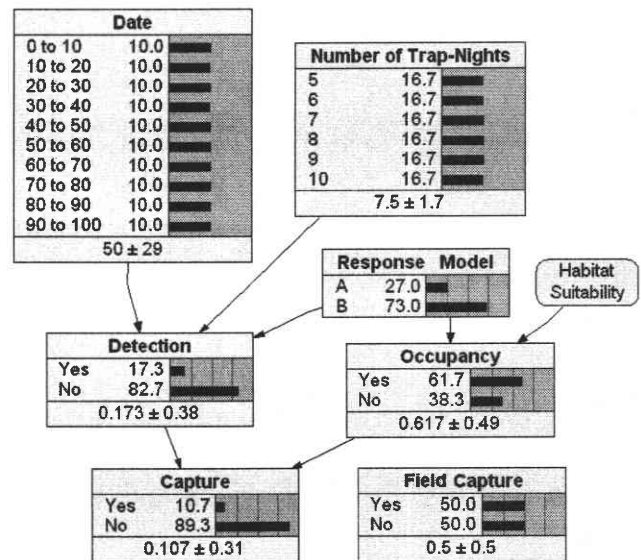 Date
0 to 10 10.0
10 to 20 10.0
20 to 30 10.0
30 to 40 10.0
40 to 50 10.0
50 to 60 10.0
60 to 70 10.0
70 to 80 10.0
80 to 90 10.0
90 to 100 10.0
50 ± 29
Number of Trap-Nights
5 16.7
6 16.7
7 16.7
8 16.7
9 16.7
10 16.7
7.5 ± 1.7
Response Model
A 27.0
B 73.0
Habitat
Suitability
Detection
Yes 17.3
No 82.7
0.173 ± 0.38
Occupancy
Yes 61.7
No 38.3
0.617 ± 0.49
Capture
Yes 10.7
No 89.3
0.107 ± 0.31
Field Capture
Yes 50.0
No 50.0
0.5 ± 0.5